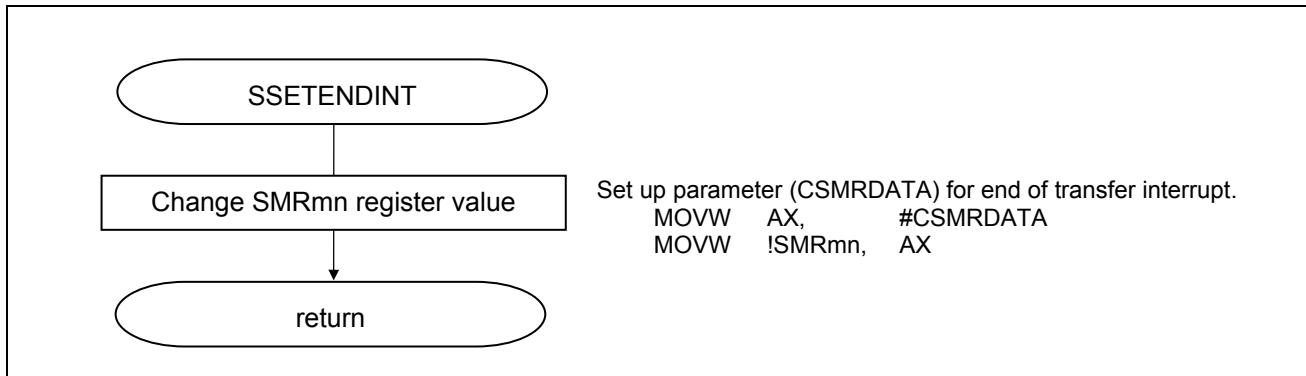 SSETENDINT
Change SMRmn register value
Set up parameter (CSMRDATA) for end of transfer interrupt.
MOVW AX, #CSMRDATA
MOVW !SMRmn, AX
return